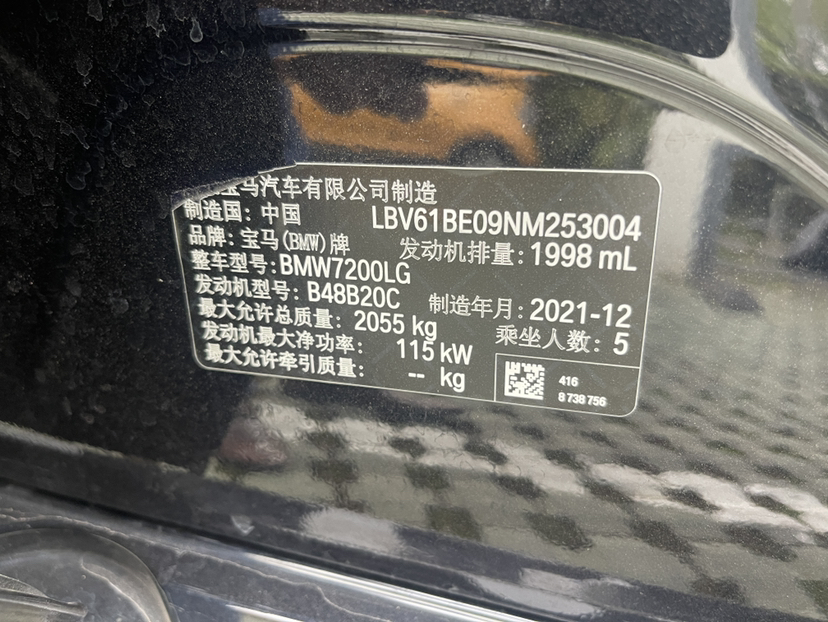 宝马汽车有限公司制造
制造国：中国 LBV61BE09NM253004
品牌：宝马(BMW)牌 发动机排量：1998 mL
整车型号：BMW7200LG
发动机型号：B48B20C 制造年月：2021-12
最大允许总质量：2055 kg 乘坐人数：5
发动机最大净功率：115 kW
最大允许牵引质量：-- kg
416
8 738 756